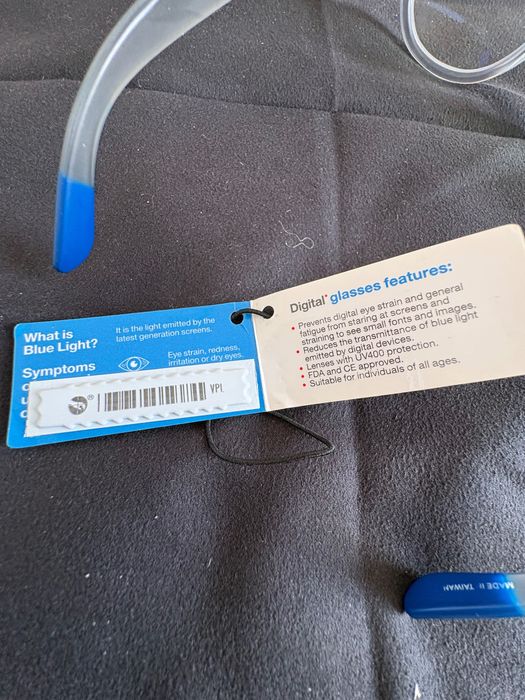 What is
Blue Light?
It is the light emitted by the
latest generation screens.
Symptoms
Eye strain, redness,
irritation or dry eyes.
® VPI.
Digital* glasses features:
• Prevents digital eye strain and general
fatigue from staring at screens and
straining to see small fonts and images.
• Reduces the transmittance of blue light
emitted by digital devices.
• Lenses with UV400 protection.
• FDA and CE approved.
• Suitable for individuals of all ages.
MADE IN TAIWAN